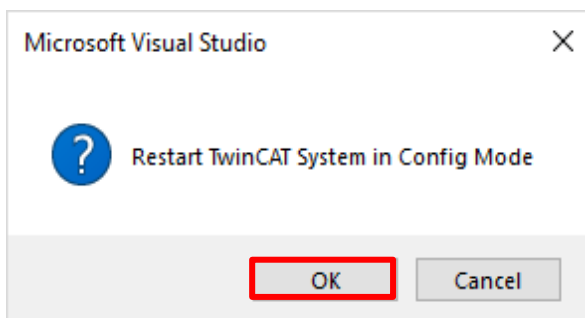 Microsoft Visual Studio
Restart TwinCAT System in Config Mode
OK
Cancel